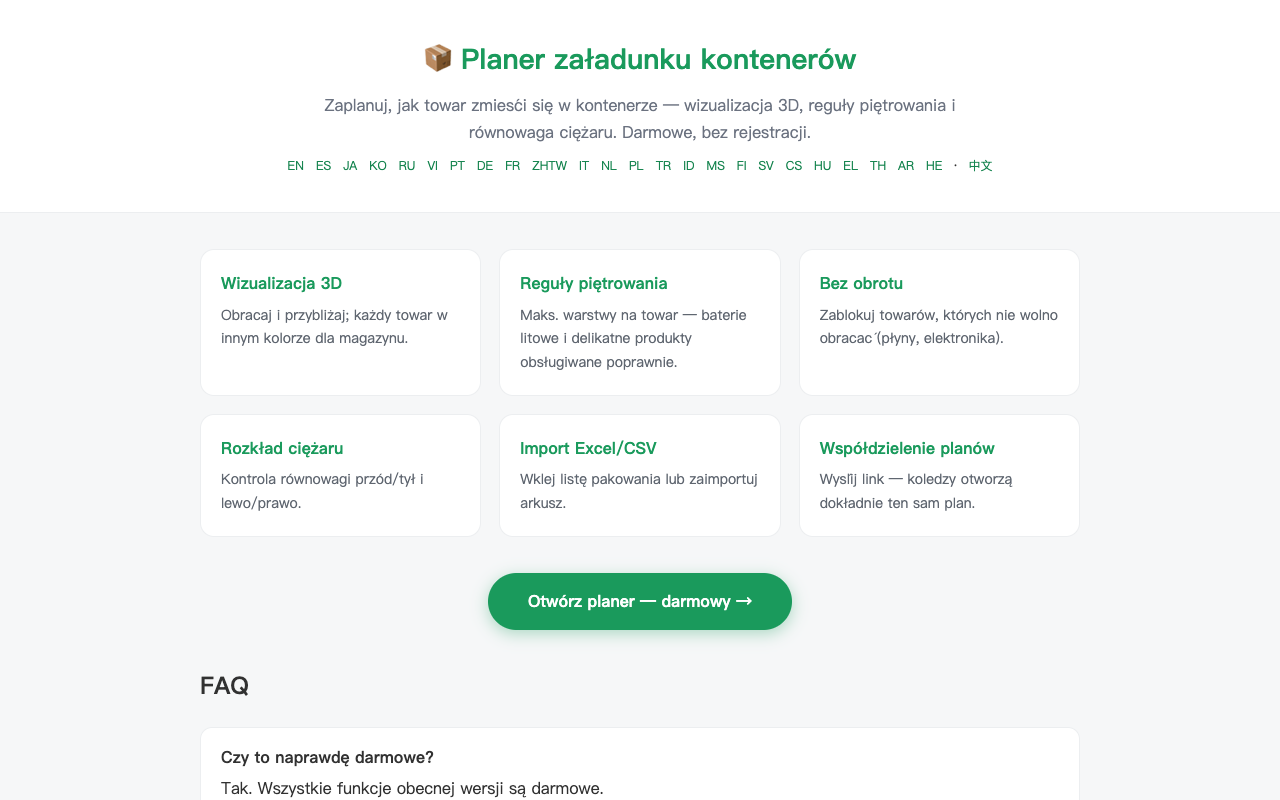 📦 Planer załadunku kontenerów
Zaplanuj, jak towar zmieśći się w kontenerze — wizualizacja 3D, reguły piętrowania i
równowaga ciężaru. Darmowe, bez rejestracji.
EN ES JA KO RU VI PT DE FR ZHTW IT NL PL TR ID MS FI SV CS HU EL TH AR HE · 中文
Wizualizacja 3D
Obracaj i przybliżaj; każdy towar w
innym kolorze dla magazynu.
Reguły piętrowania
Maks. warstwy na towar — baterie
litowe i delikatne produkty
obsługiwane poprawnie.
Bez obrotu
Zablokuj towarów, których nie wolno
obracac´(płyny, elektronika).
Rozkład ciężaru
Kontrola równowagi przód/tył i
lewo/prawo.
Import Excel/CSV
Wklej listę pakowania lub zaimportuj
arkusz.
Współdzielenie planów
Wyslĳ link — koledzy otworzą
dokładnie ten sam plan.
Otwórz planer — darmowy →
FAQ
Czy to naprawdę darmowe?
Tak. Wszystkie funkcje obecnej wersji są darmowe.